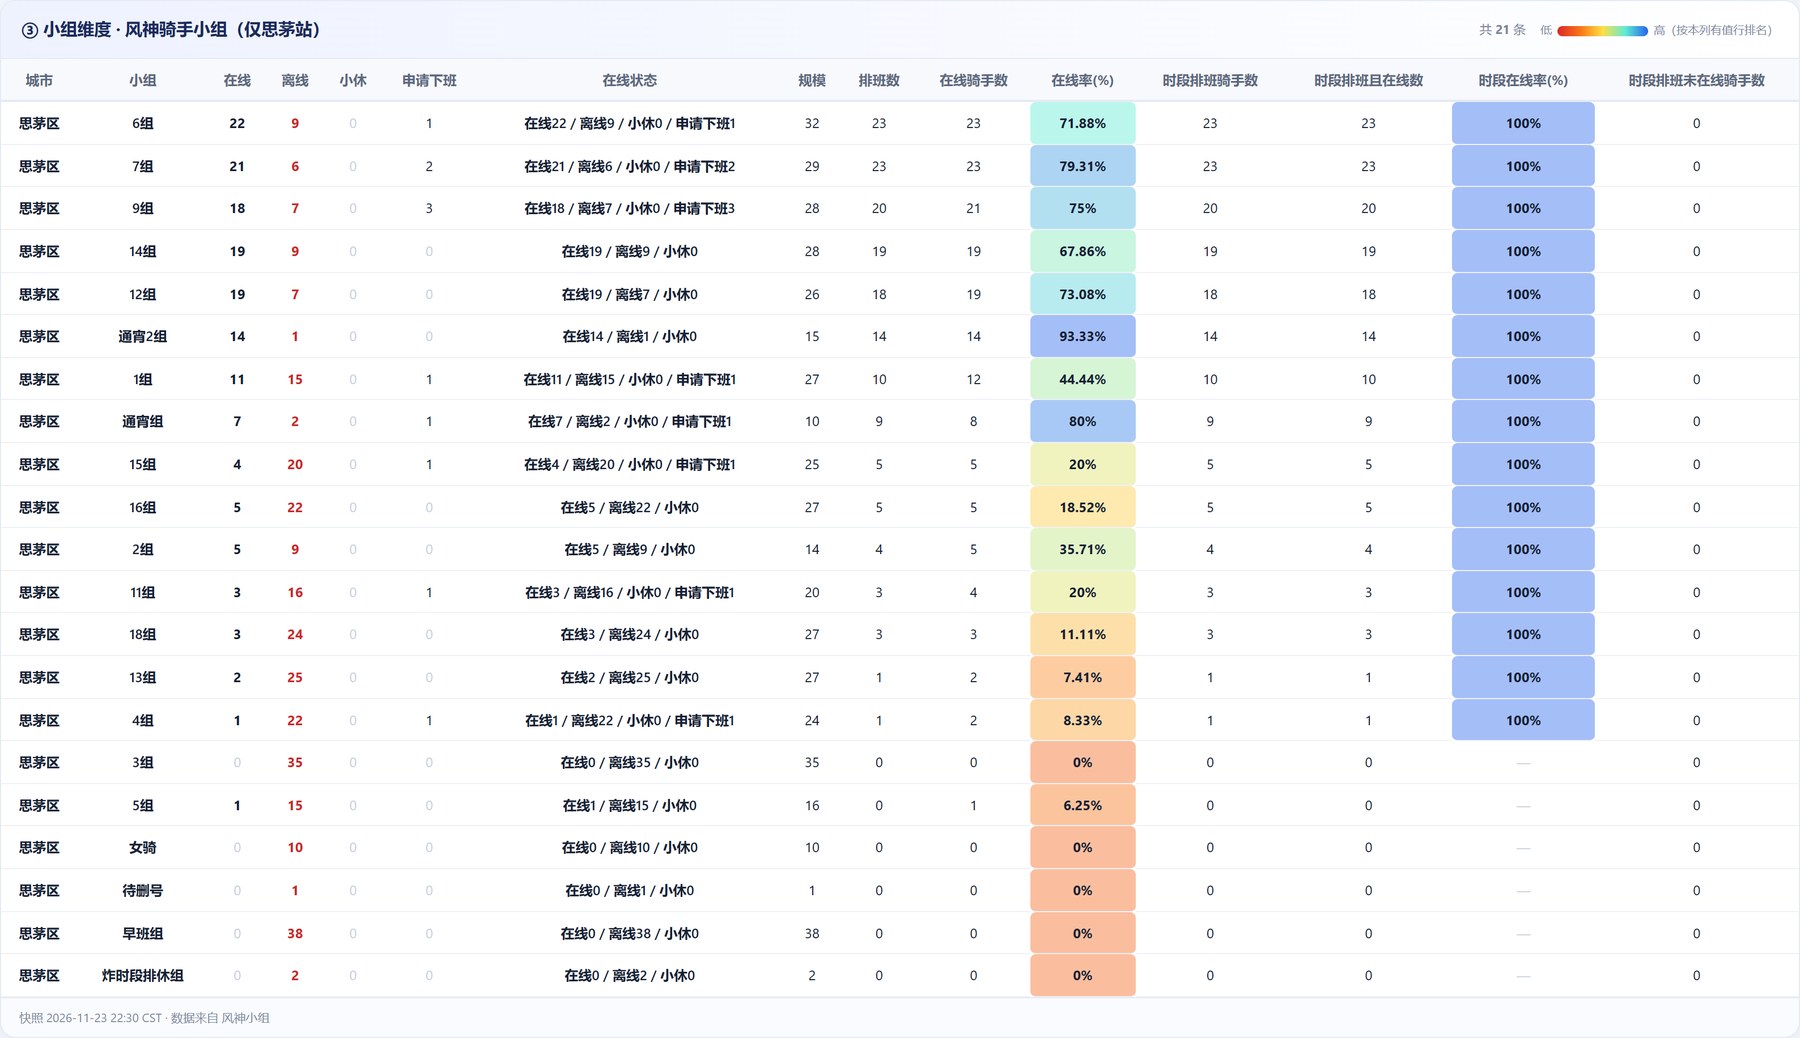 ③ 小组维度 · 风神骑手小组（仅思茅站）
共 21 条 低 高 (按本列有值行排名)
城市 小组 在线 离线 小休 申请下班 在线状态 规模 排班数 在线骑手数 在线率(%) 时段排班骑手数 时段排班且在线数 时段在线率(%) 时段排班未在线骑手数
思茅区 6组 22 9 0 1 在线22 / 离线9 / 小休0 / 申请下班1 32 23 23 71.88% 23 23 100% 0
思茅区 7组 21 6 0 2 在线21 / 离线6 / 小休0 / 申请下班2 29 23 23 79.31% 23 23 100% 0
思茅区 9组 18 7 0 3 在线18 / 离线7 / 小休0 / 申请下班3 28 20 21 75% 20 20 100% 0
思茅区 14组 19 9 0 0 在线19 / 离线9 / 小休0 28 19 19 67.86% 19 19 100% 0
思茅区 12组 19 7 0 0 在线19 / 离线7 / 小休0 26 18 19 73.08% 18 18 100% 0
思茅区 通宵2组 14 1 0 0 在线14 / 离线1 / 小休0 15 14 14 93.33% 14 14 100% 0
思茅区 1组 11 15 0 1 在线11 / 离线15 / 小休0 / 申请下班1 27 10 12 44.44% 10 10 100% 0
思茅区 通宵组 7 2 0 1 在线7 / 离线2 / 小休0 / 申请下班1 10 9 8 80% 9 9 100% 0
思茅区 15组 4 20 0 1 在线4 / 离线20 / 小休0 / 申请下班1 25 5 5 20% 5 5 100% 0
思茅区 16组 5 22 0 0 在线5 / 离线22 / 小休0 27 5 5 18.52% 5 5 100% 0
思茅区 2组 5 9 0 0 在线5 / 离线9 / 小休0 14 4 5 35.71% 4 4 100% 0
思茅区 11组 3 16 0 1 在线3 / 离线16 / 小休0 / 申请下班1 20 3 4 20% 3 3 100% 0
思茅区 18组 3 24 0 0 在线3 / 离线24 / 小休0 27 3 3 11.11% 3 3 100% 0
思茅区 13组 2 25 0 0 在线2 / 离线25 / 小休0 27 1 2 7.41% 1 1 100% 0
思茅区 4组 1 22 0 1 在线1 / 离线22 / 小休0 / 申请下班1 24 1 2 8.33% 1 1 100% 0
思茅区 3组 0 35 0 0 在线0 / 离线35 / 小休0 35 0 0 0% 0 0 — 0
思茅区 5组 1 15 0 0 在线1 / 离线15 / 小休0 16 0 1 6.25% 0 0 — 0
思茅区 女骑 0 10 0 0 在线0 / 离线10 / 小休0 10 0 0 0% 0 0 — 0
思茅区 待删号 0 1 0 0 在线0 / 离线1 / 小休0 1 0 0 0% 0 0 — 0
思茅区 早班组 0 38 0 0 在线0 / 离线38 / 小休0 38 0 0 0% 0 0 — 0
思茅区 炸时段排休组 0 2 0 0 在线0 / 离线2 / 小休0 2 0 0 0% 0 0 — 0
快照 2026-11-23 22:30 CST · 数据来自 风神小组